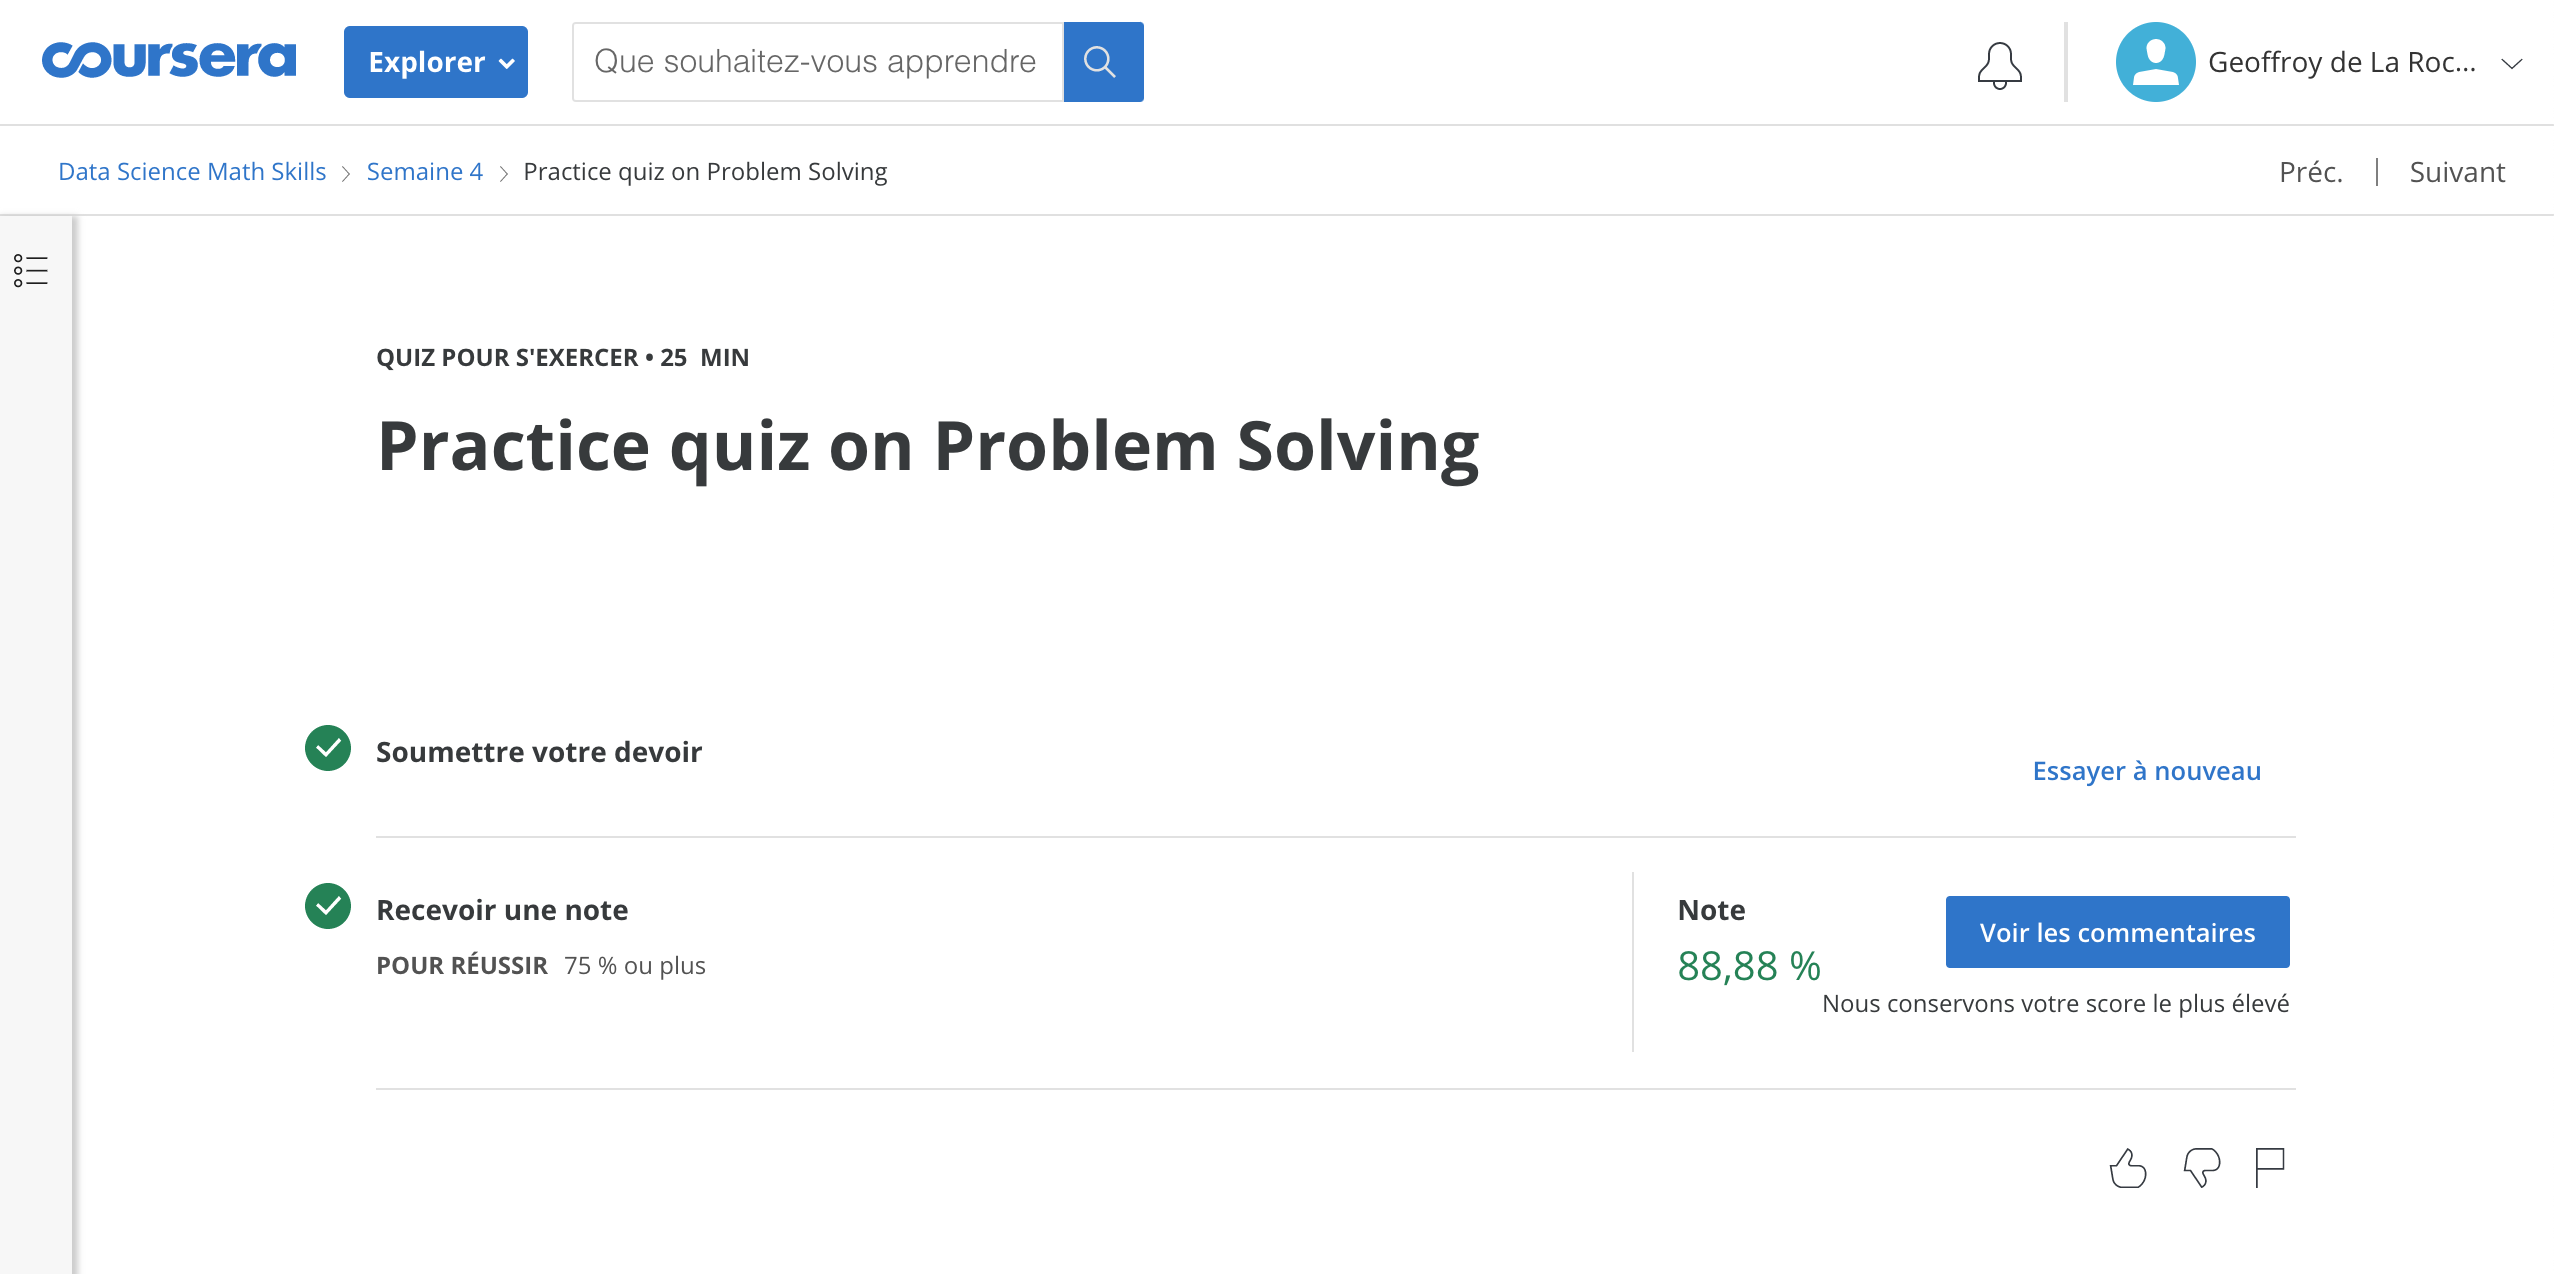 coursera
Explorer
Que souhaitez-vous apprendre
Geoffroy de La Roc...
Data Science Math Skills
Semaine 4
Practice quiz on Problem Solving
Préc.
Suivant
QUIZ POUR S'EXERCER • 25 MIN
Practice quiz on Problem Solving
Soumettre votre devoir
Essayer à nouveau
Recevoir une note
POUR RÉUSSIR 75 % ou plus
Note
88,88 %
Voir les commentaires
Nous conservons votre score le plus élevé